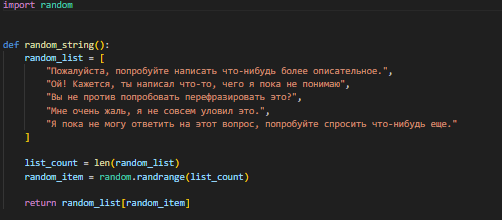 import random
def random_string():
random_list = [
"Пожалуйста, попробуйте написать что-нибудь более описательное.",
"Ой! Кажется, ты написал что-то, чего я пока не понимаю",
"Вы не против попробовать перефразировать это?",
"Мне очень жаль, я не совсем уловил это.",
"Я пока не могу ответить на этот вопрос, попробуйте спросить что-нибудь еще."
]
list_count = len(random_list)
random_item = random.randrange(list_count)
return random_list[random_item]